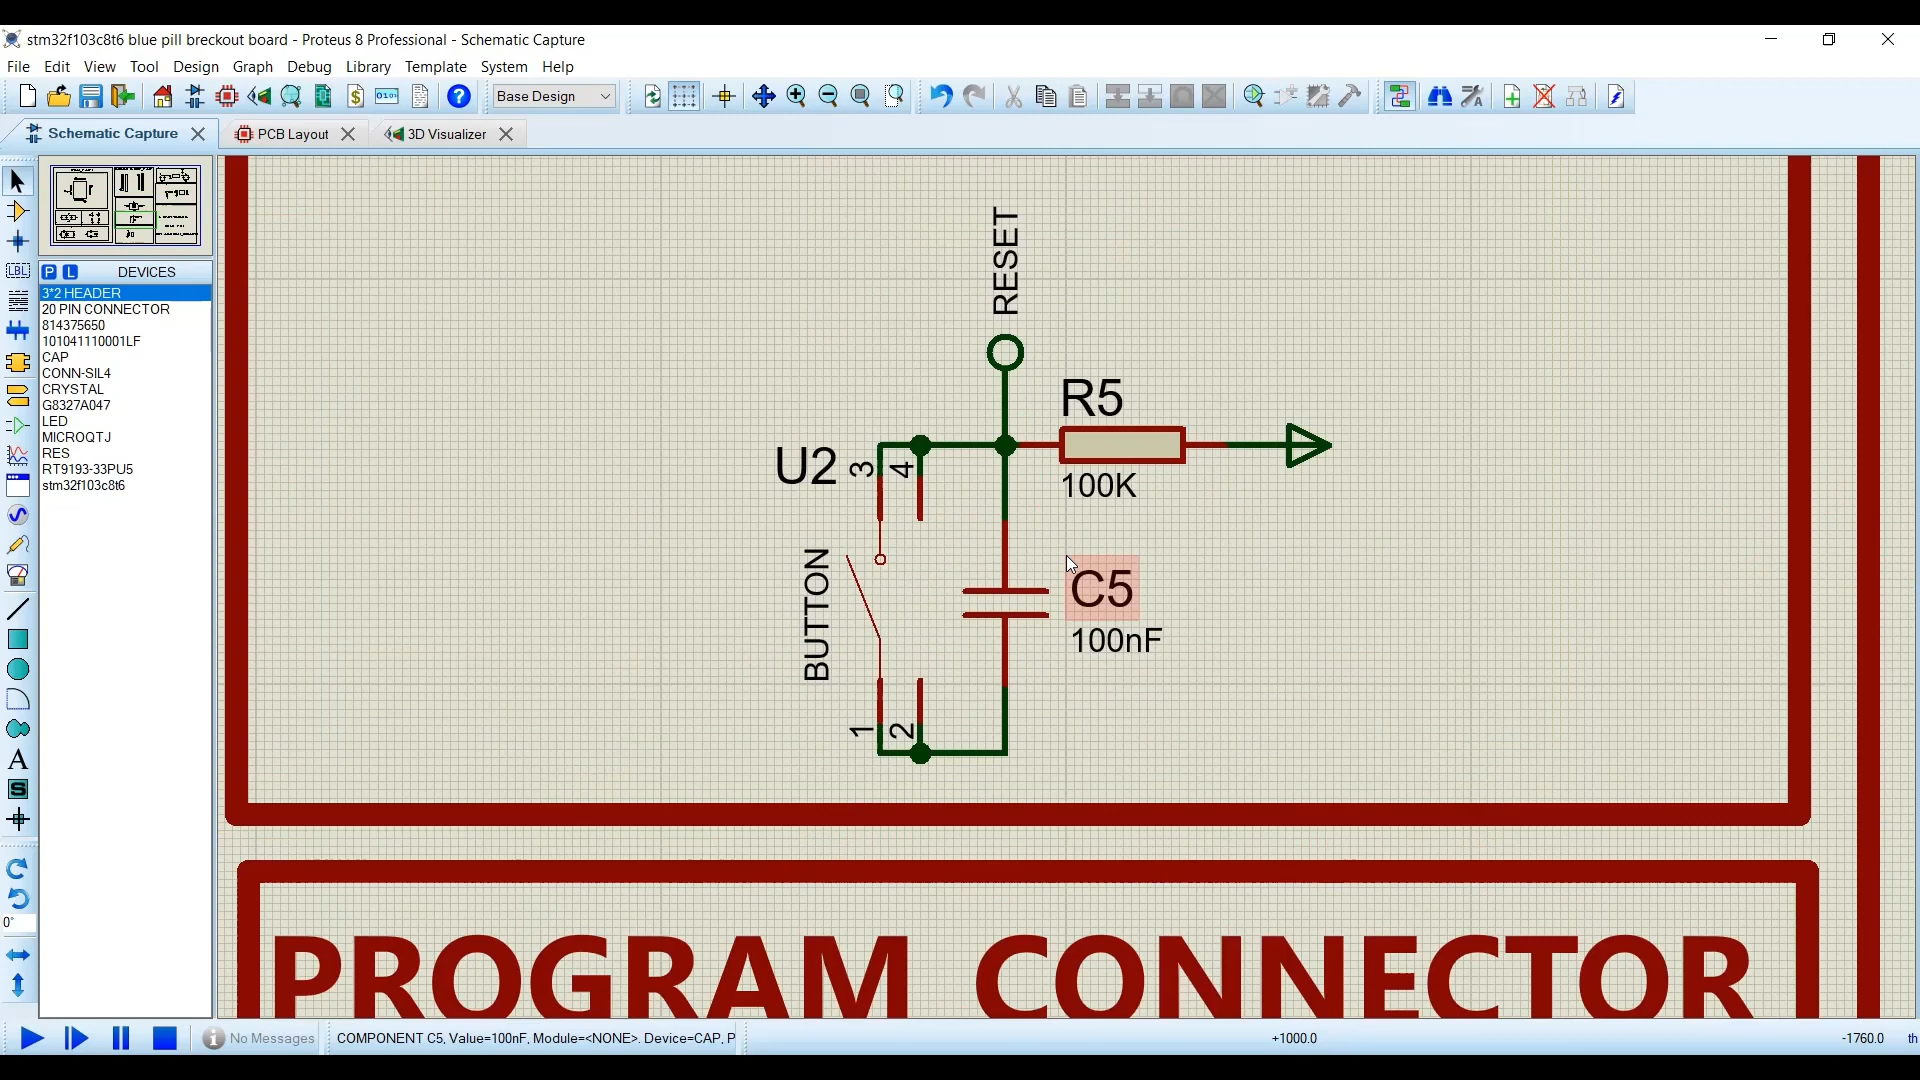 stm32f103c8t6 blue pill breckout board - Proteus 8 Professional - Schematic Capture
File Edit View Tool Design Graph Debug Library Template System Help
Base Design
Schematic Capture PCB Layout 3D Visualizer
P L DEVICES
3*2 HEADER
20 PIN CONNECTOR
814375650
101041110001LF
CAP
CONN-SIL4
CRYSTAL
G8327A047
LED
MICROQTJ
RES
RT9193-33PU5
stm32f103c8t6
LBL
A
S
0°
RESET
R5
100K
U2
3
4
BUTTON
C5
100nF
1
2
PROGRAM CONNECTOR
No Messages COMPONENT C5, Value=100nF, Module=<NONE>. Device=CAP, P +1000.0 -1760.0 th